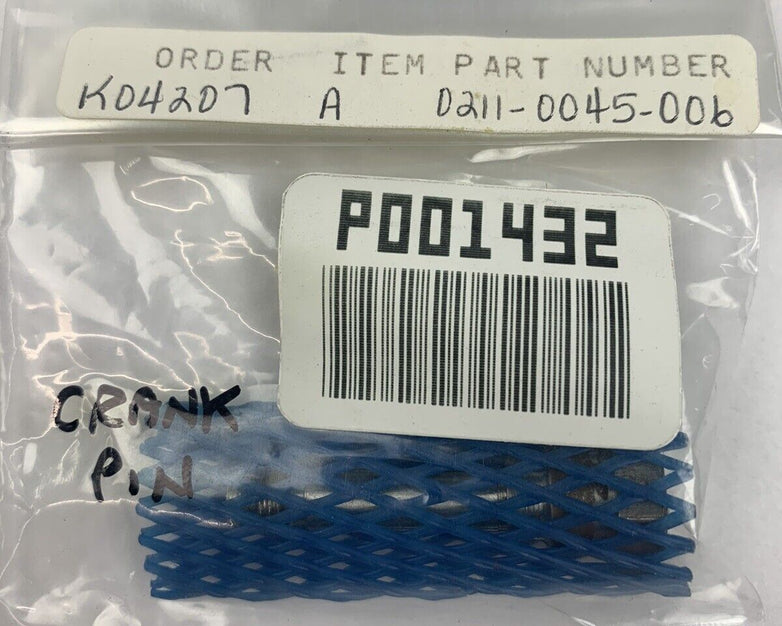 ORDER ITEM PART NUMBER
K04207 A 0211-0045-006
P001432
CRANK
PIN